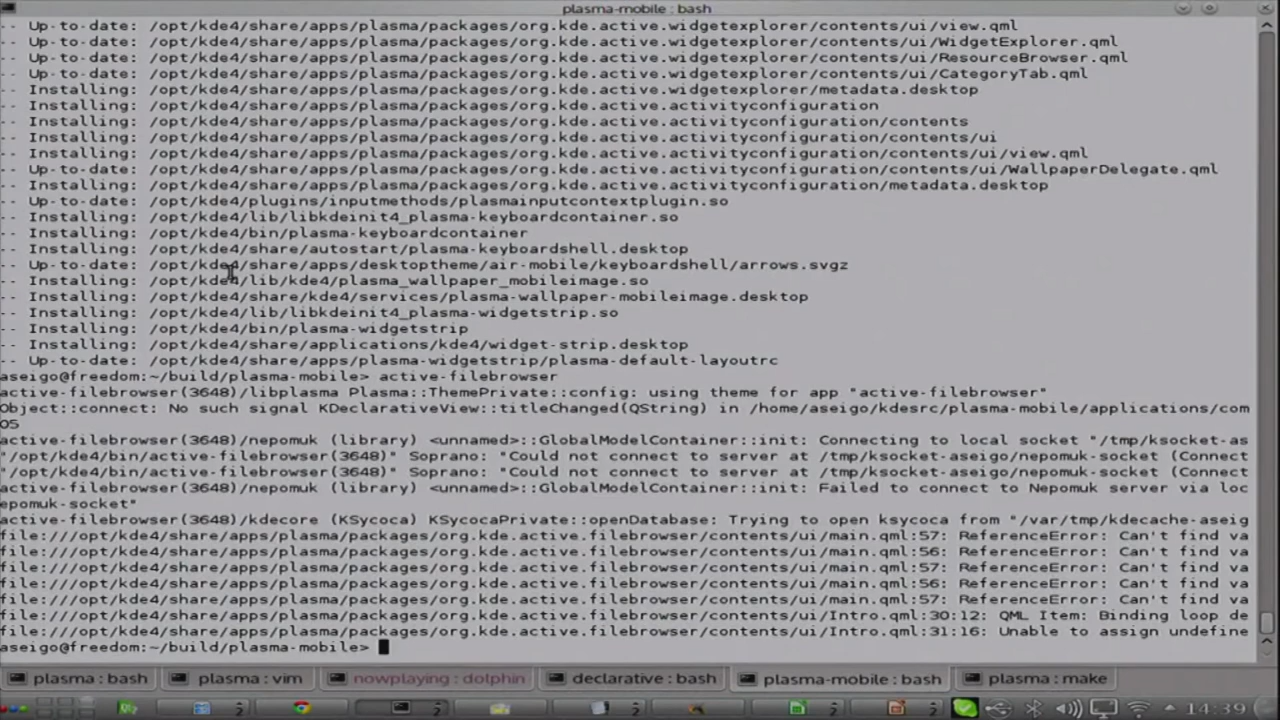 plasma-mobile : bash
-- Up-to-date: /opt/kde4/share/apps/plasma/packages/org.kde.active.widgetexplorer/contents/ui/view.qml
-- Up-to-date: /opt/kde4/share/apps/plasma/packages/org.kde.active.widgetexplorer/contents/ui/WidgetExplorer.qml
-- Up-to-date: /opt/kde4/share/apps/plasma/packages/org.kde.active.widgetexplorer/contents/ui/ResourceBrowser.qml
-- Up-to-date: /opt/kde4/share/apps/plasma/packages/org.kde.active.widgetexplorer/contents/ui/CategoryTab.qml
-- Installing: /opt/kde4/share/apps/plasma/packages/org.kde.active.widgetexplorer/metadata.desktop
-- Installing: /opt/kde4/share/apps/plasma/packages/org.kde.active.activityconfiguration
-- Installing: /opt/kde4/share/apps/plasma/packages/org.kde.active.activityconfiguration/contents
-- Installing: /opt/kde4/share/apps/plasma/packages/org.kde.active.activityconfiguration/contents/ui
-- Installing: /opt/kde4/share/apps/plasma/packages/org.kde.active.activityconfiguration/contents/ui/view.qml
-- Up-to-date: /opt/kde4/share/apps/plasma/packages/org.kde.active.activityconfiguration/contents/ui/WallpaperDelegate.qml
-- Installing: /opt/kde4/share/apps/plasma/packages/org.kde.active.activityconfiguration/metadata.desktop
-- Up-to-date: /opt/kde4/plugins/inputmethods/plasmainputcontextplugin.so
-- Installing: /opt/kde4/lib/libkdeinit4_plasma-keyboardcontainer.so
-- Installing: /opt/kde4/bin/plasma-keyboardcontainer
-- Installing: /opt/kde4/share/autostart/plasma-keyboardshell.desktop
-- Up-to-date: /opt/kde4/share/apps/desktoptheme/air-mobile/keyboardshell/arrows.svgz
-- Installing: /opt/kde4/lib/kde4/plasma_wallpaper_mobileimage.so
-- Installing: /opt/kde4/share/kde4/services/plasma-wallpaper-mobileimage.desktop
-- Installing: /opt/kde4/lib/libkdeinit4_plasma-widgetstrip.so
-- Installing: /opt/kde4/bin/plasma-widgetstrip
-- Installing: /opt/kde4/share/applications/kde4/widget-strip.desktop
-- Up-to-date: /opt/kde4/share/apps/plasma-widgetstrip/plasma-default-layoutrc
aseigo@freedom:~/build/plasma-mobile> active-filebrowser
active-filebrowser(3648)/libplasma Plasma::ThemePrivate::config: using theme for app "active-filebrowser"
Object::connect: No such signal KDeclarativeView::titleChanged(QString) in /home/aseigo/kdesrc/plasma-mobile/applications/com
OS
active-filebrowser(3648)/nepomuk (library) <unnamed>::GlobalModelContainer::init: Connecting to local socket "/tmp/ksocket-as
"/opt/kde4/bin/active-filebrowser(3648)" Soprano: "Could not connect to server at /tmp/ksocket-aseigo/nepomuk-socket (Connect
"/opt/kde4/bin/active-filebrowser(3648)" Soprano: "Could not connect to server at /tmp/ksocket-aseigo/nepomuk-socket (Connect
active-filebrowser(3648)/nepomuk (library) <unnamed>::GlobalModelContainer::init: Failed to connect to Nepomuk server via loc
epomuk-socket"
active-filebrowser(3648)/kdecore (KSycoca) KSycocaPrivate::openDatabase: Trying to open ksycoca from "/var/tmp/kdecache-aseig
file:///opt/kde4/share/apps/plasma/packages/org.kde.active.filebrowser/contents/ui/main.qml:57: ReferenceError: Can't find va
file:///opt/kde4/share/apps/plasma/packages/org.kde.active.filebrowser/contents/ui/main.qml:56: ReferenceError: Can't find va
file:///opt/kde4/share/apps/plasma/packages/org.kde.active.filebrowser/contents/ui/main.qml:57: ReferenceError: Can't find va
file:///opt/kde4/share/apps/plasma/packages/org.kde.active.filebrowser/contents/ui/main.qml:56: ReferenceError: Can't find va
file:///opt/kde4/share/apps/plasma/packages/org.kde.active.filebrowser/contents/ui/main.qml:57: ReferenceError: Can't find va
file:///opt/kde4/share/apps/plasma/packages/org.kde.active.filebrowser/contents/ui/Intro.qml:30:12: QML Item: Binding loop de
file:///opt/kde4/share/apps/plasma/packages/org.kde.active.filebrowser/contents/ui/Intro.qml:31:16: Unable to assign undefine
aseigo@freedom:~/build/plasma-mobile>
plasma : bash plasma : vim nowplaying : dolphin declarative : bash plasma-mobile : bash plasma : make
2 2 2 2 2 14:39